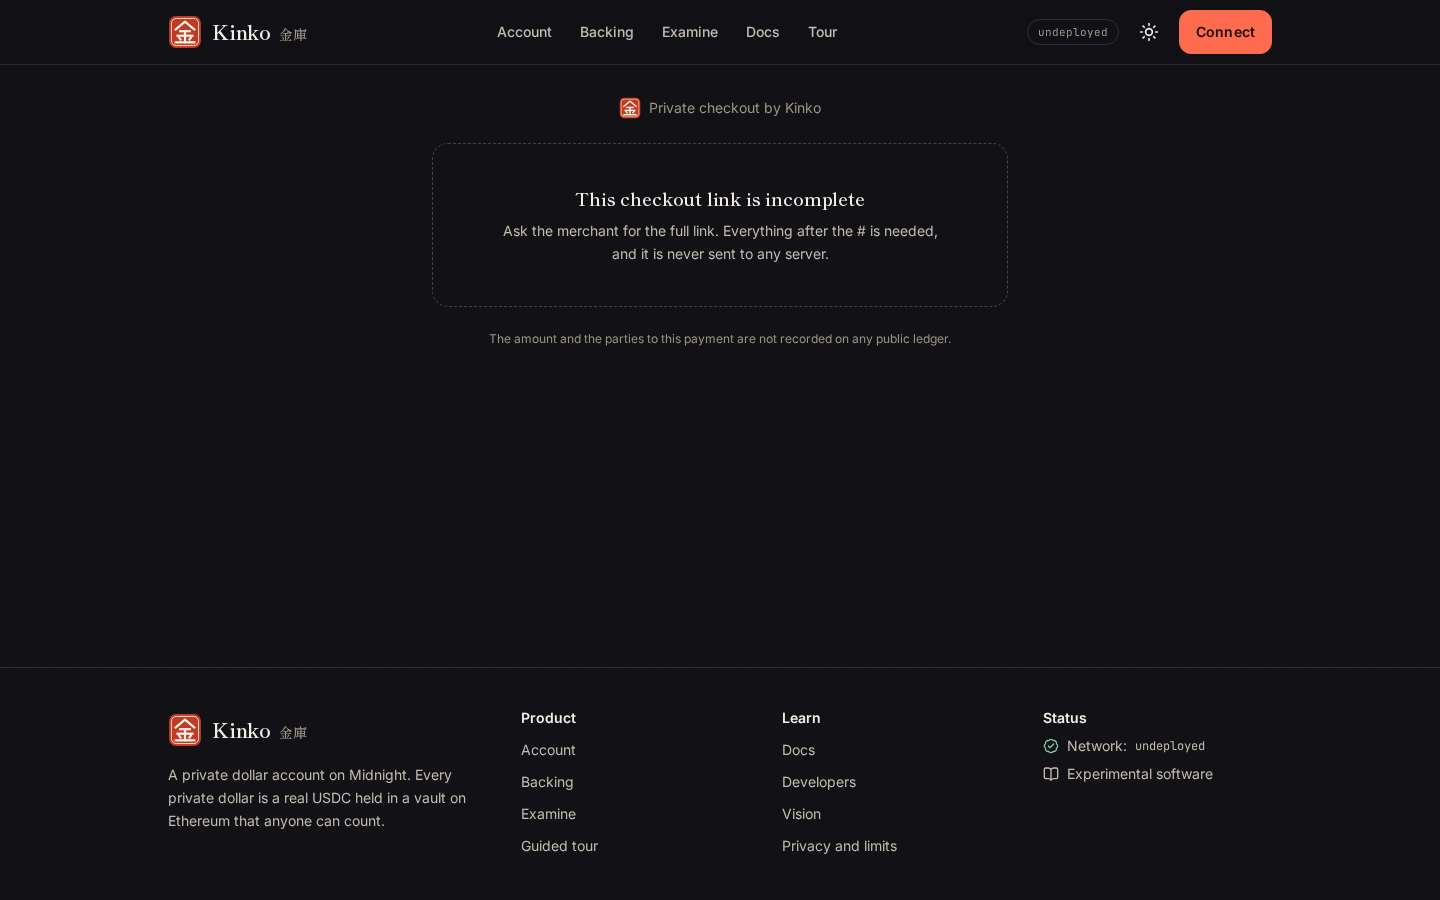 金 Kinko 金庫
Account Backing Examine Docs Tour
undeployed
Connect
金 Private checkout by Kinko
This checkout link is incomplete
Ask the merchant for the full link. Everything after the # is needed,
and it is never sent to any server.
The amount and the parties to this payment are not recorded on any public ledger.
金 Kinko 金庫
A private dollar account on Midnight. Every
private dollar is a real USDC held in a vault on
Ethereum that anyone can count.
Product
Account
Backing
Examine
Guided tour
Learn
Docs
Developers
Vision
Privacy and limits
Status
Network: undeployed
Experimental software